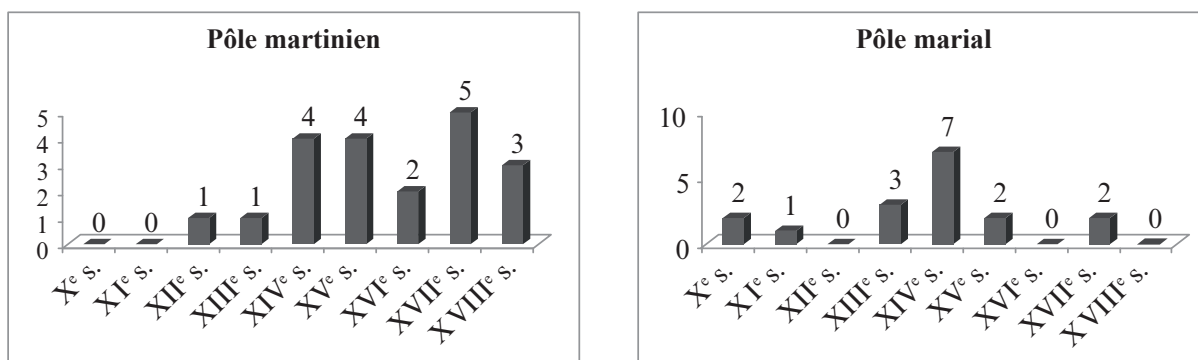 Pôle martinien
5
4
3
2
1
0
0 0 1 1 4 4 2 5 3
Xᵉ s. XIᵉ s. XIIᵉ s. XIIIᵉ s. XIVᵉ s. XVᵉ s. XVIᵉ s. XVIIᵉ s. XVIIIᵉ s.
Pôle marial
10
5
0
2 1 0 3 7 2 0 2 0
Xᵉ s. XIᵉ s. XIIᵉ s. XIIIᵉ s. XIVᵉ s. XVᵉ s. XVIᵉ s. XVIIᵉ s. XVIIIᵉ s.